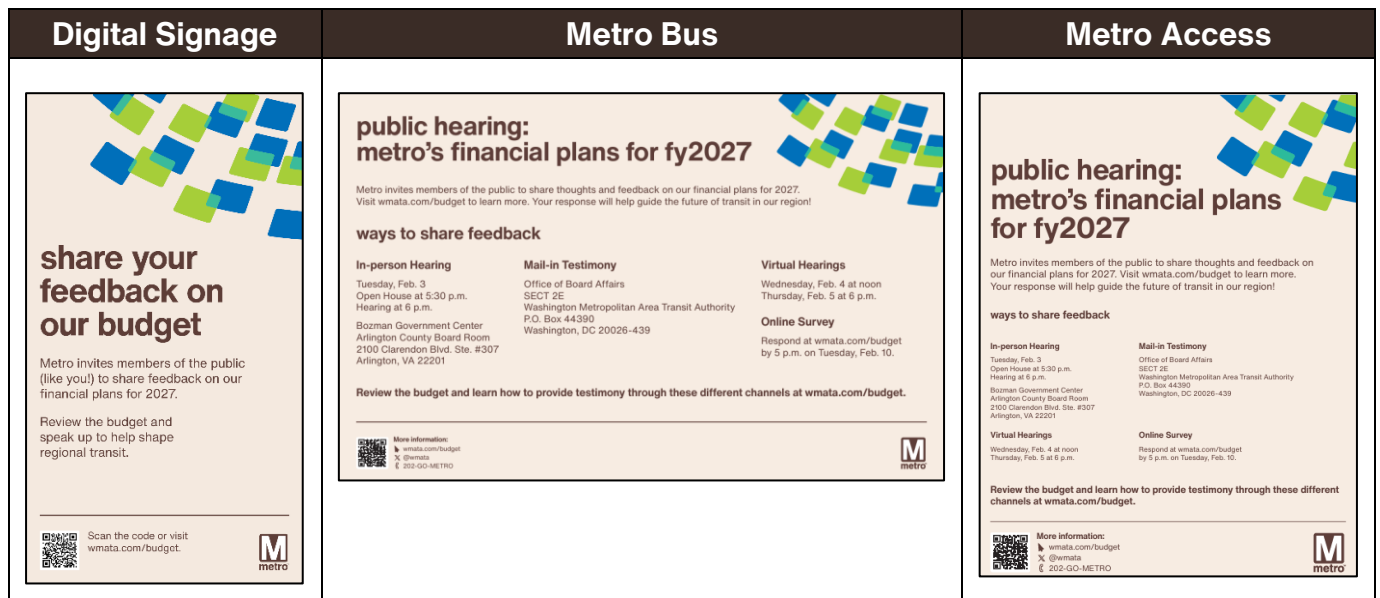 Digital Signage
Metro Bus
Metro Access
share your
feedback on
our budget
Metro invites members of the public
(like you!) to share feedback on our
financial plans for 2027.
Review the budget and
speak up to help shape
regional transit.
Scan the code or visit
wmata.com/budget.
M
metro
public hearing:
metro's financial plans for fy2027
Metro invites members of the public to share thoughts and feedback on our financial plans for 2027.
Visit wmata.com/budget to learn more. Your response will help guide the future of transit in our region!
ways to share feedback
In-person Hearing
Tuesday, Feb. 3
Open House at 5:30 p.m.
Hearing at 6 p.m.
Bozman Government Center
Arlington County Board Room
2100 Clarendon Blvd. Ste. #307
Arlington, VA 22201
Mail-in Testimony
Office of Board Affairs
SECT 2E
Washington Metropolitan Area Transit Authority
P.O. Box 44390
Washington, DC 20026-439
Virtual Hearings
Wednesday, Feb. 4 at noon
Thursday, Feb. 5 at 6 p.m.
Online Survey
Respond at wmata.com/budget
by 5 p.m. on Tuesday, Feb. 10.
Review the budget and learn how to provide testimony through these different channels at wmata.com/budget.
More information:
wmata.com/budget
@wmata
202-GO-METRO
M
metro
public hearing:
metro's financial plans
for fy2027
Metro invites members of the public to share thoughts and feedback on
our financial plans for 2027. Visit wmata.com/budget to learn more.
Your response will help guide the future of transit in our region!
ways to share feedback
In-person Hearing
Tuesday, Feb. 3
Open House at 5:30 p.m.
Hearing at 6 p.m.
Bozman Government Center
Arlington County Board Room
2100 Clarendon Blvd. Ste. #307
Arlington, VA 22201
Mail-in Testimony
Office of Board Affairs
SECT 2E
Washington Metropolitan Area Transit Authority
P.O. Box 44390
Washington, DC 20026-439
Virtual Hearings
Wednesday, Feb. 4 at noon
Thursday, Feb. 5 at 6 p.m.
Online Survey
Respond at wmata.com/budget
by 5 p.m. on Tuesday, Feb. 10.
Review the budget and learn how to provide testimony through these different
channels at wmata.com/budget.
More information:
wmata.com/budget
@wmata
202-GO-METRO
M
metro